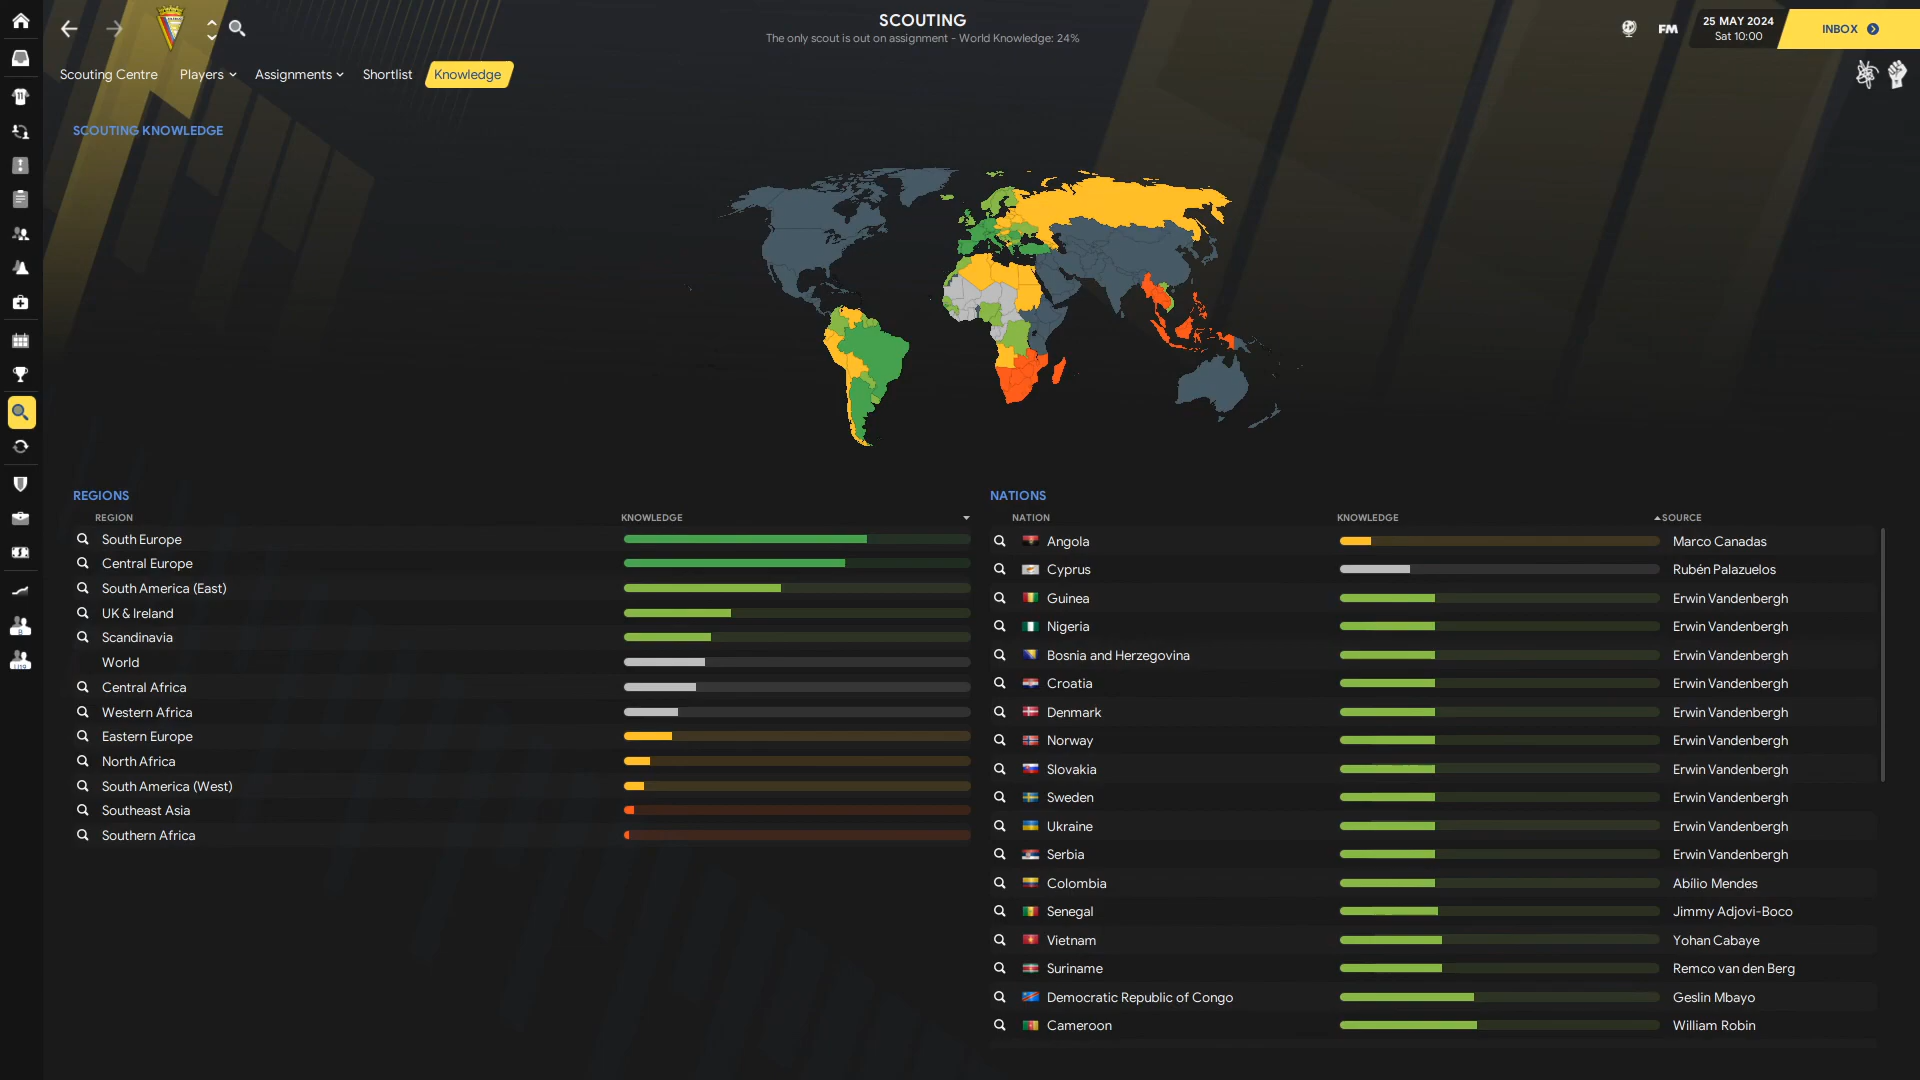 SCOUTING
The only scout is out on assignment - World Knowledge: 24%
FM
25 MAY 2024
Sat 10:00
INBOX
Scouting Centre
Players
Assignments
Shortlist
Knowledge
SCOUTING KNOWLEDGE
REGIONS
REGION KNOWLEDGE
South Europe
Central Europe
South America (East)
UK & Ireland
Scandinavia
World
Central Africa
Western Africa
Eastern Europe
North Africa
South America (West)
Southeast Asia
Southern Africa
NATIONS
NATION KNOWLEDGE SOURCE
Angola Marco Canadas
Cyprus Rubén Palazuelos
Guinea Erwin Vandenbergh
Nigeria Erwin Vandenbergh
Bosnia and Herzegovina Erwin Vandenbergh
Croatia Erwin Vandenbergh
Denmark Erwin Vandenbergh
Norway Erwin Vandenbergh
Slovakia Erwin Vandenbergh
Sweden Erwin Vandenbergh
Ukraine Erwin Vandenbergh
Serbia Erwin Vandenbergh
Colombia Abílio Mendes
Senegal Jimmy Adjovi-Boco
Vietnam Yohan Cabaye
Suriname Remco van den Berg
Democratic Republic of Congo Geslin Mbayo
Cameroon William Robin